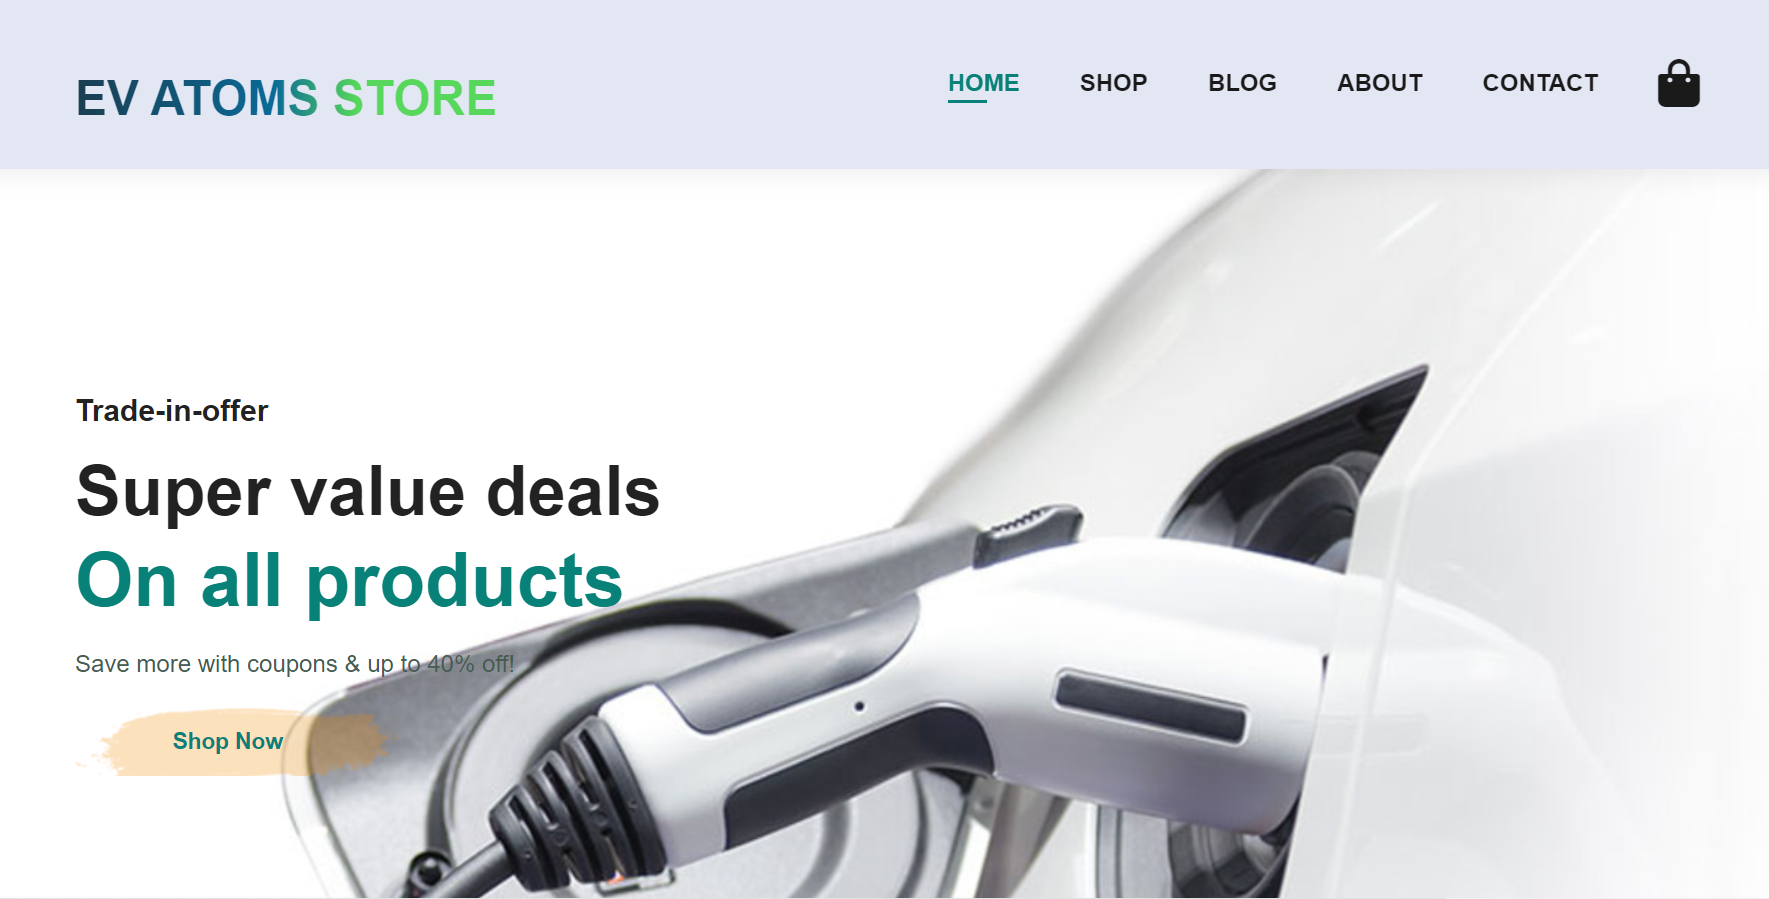 EV ATOMS STORE
HOME SHOP BLOG ABOUT CONTACT
Trade-in-offer
Super value deals
On all products
Save more with coupons & up to 40% off!
Shop Now